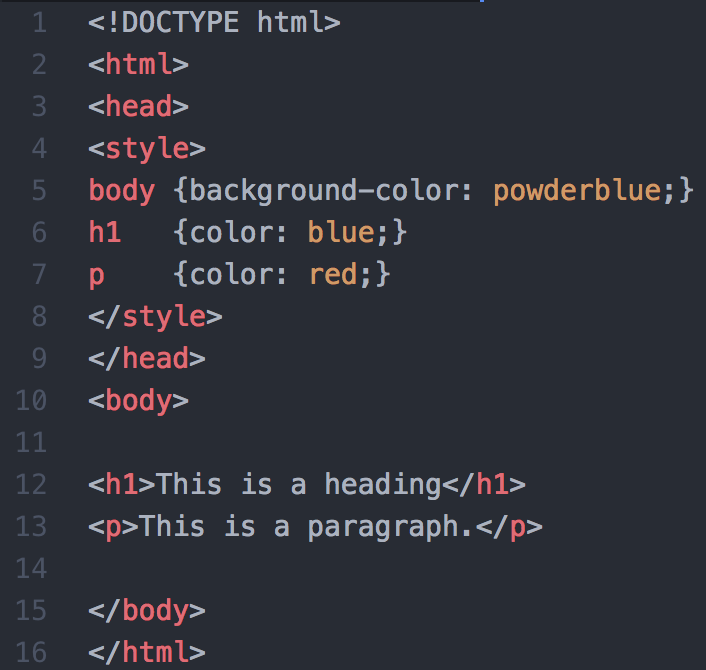 1 <!DOCTYPE html>
2 <html>
3 <head>
4 <style>
5 body {background-color: powderblue;}
6 h1   {color: blue;}
7 p    {color: red;}
8 </style>
9 </head>
10 <body>
11
12 <h1>This is a heading</h1>
13 <p>This is a paragraph.</p>
14
15 </body>
16 </html>